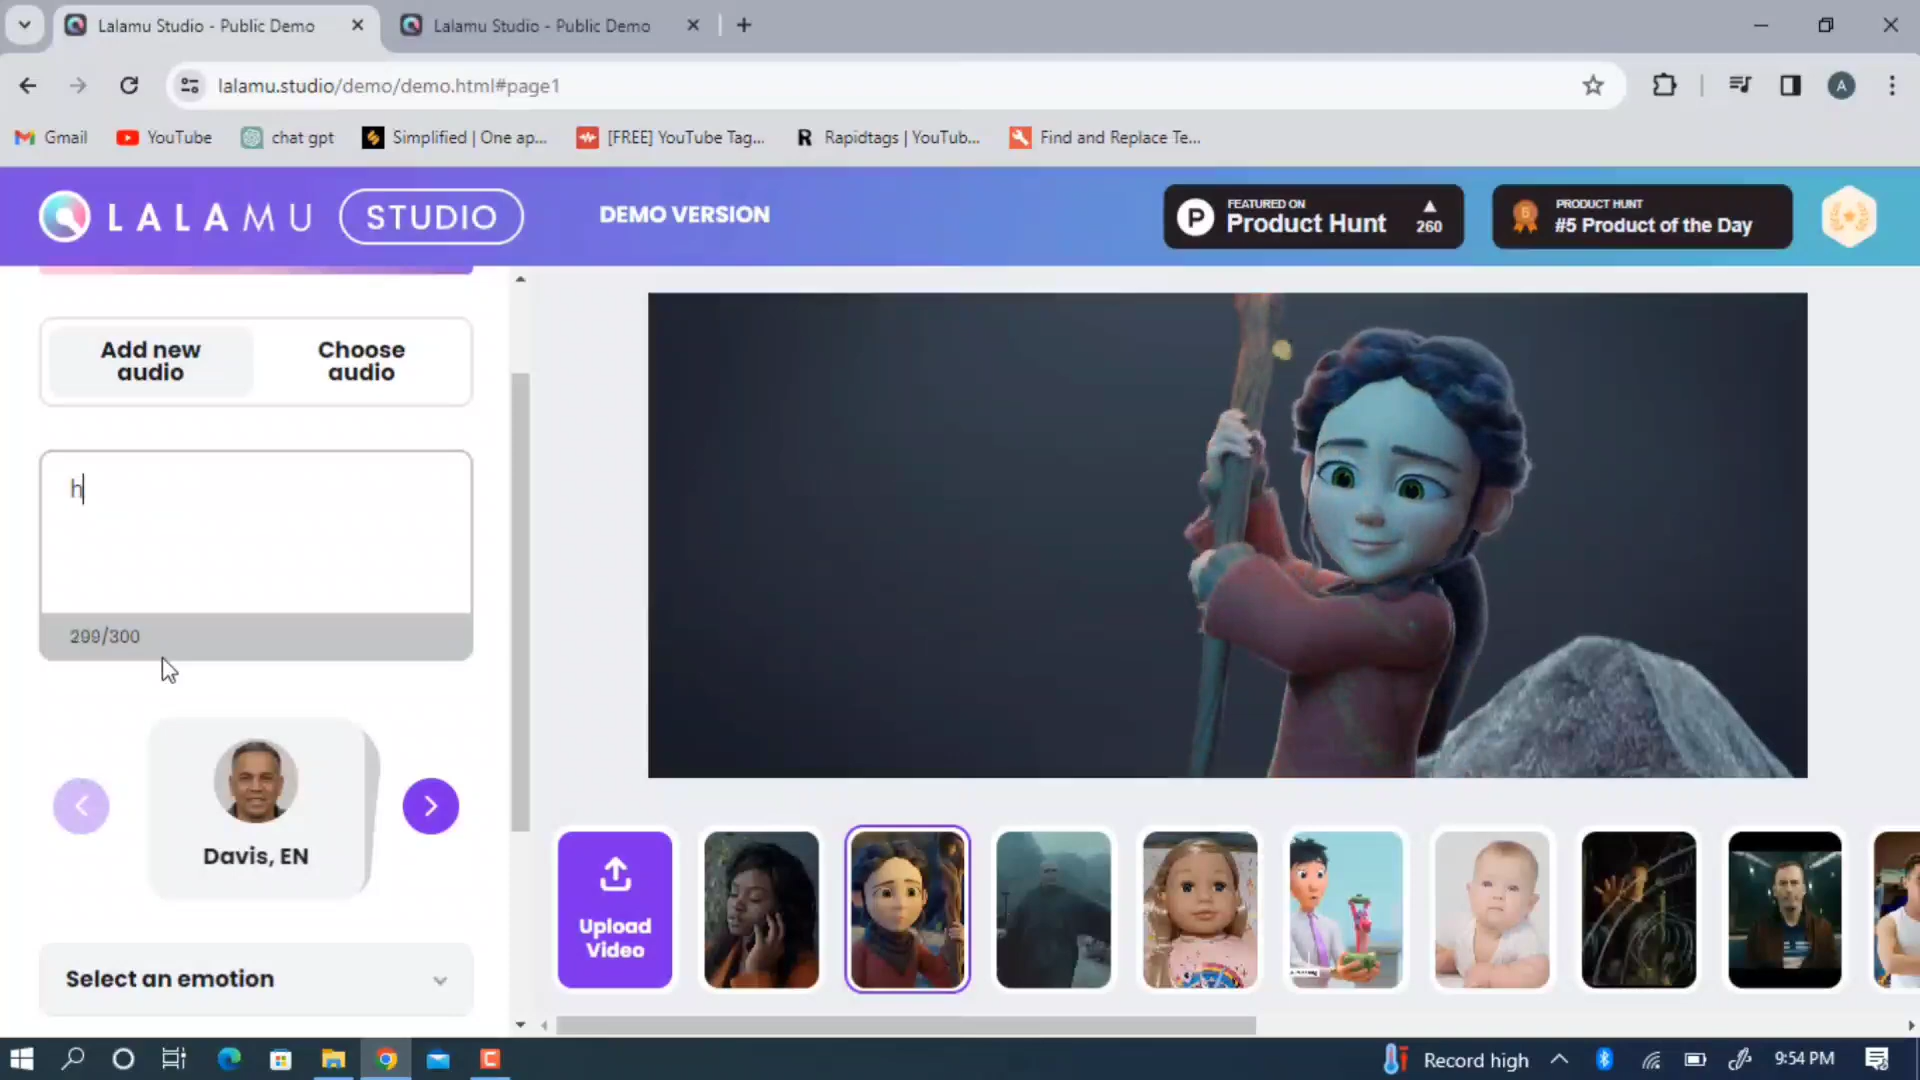 Lalamu Studio - Public Demo
Lalamu Studio - Public Demo
lalamu.studio/demo/demo.html#page1
A
Gmail
YouTube
chat gpt
Simplified | One ap...
[FREE] YouTube Tag...
R Rapidtags | YouTub...
Find and Replace Te...
LALAMU STUDIO
DEMO VERSION
P FEATURED ON
Product Hunt
260
5 PRODUCT HUNT
#5 Product of the Day
Add new
audio
Choose
audio
h
299/300
Davis, EN
Select an emotion
Upload
Video
Record high
9:54 PM